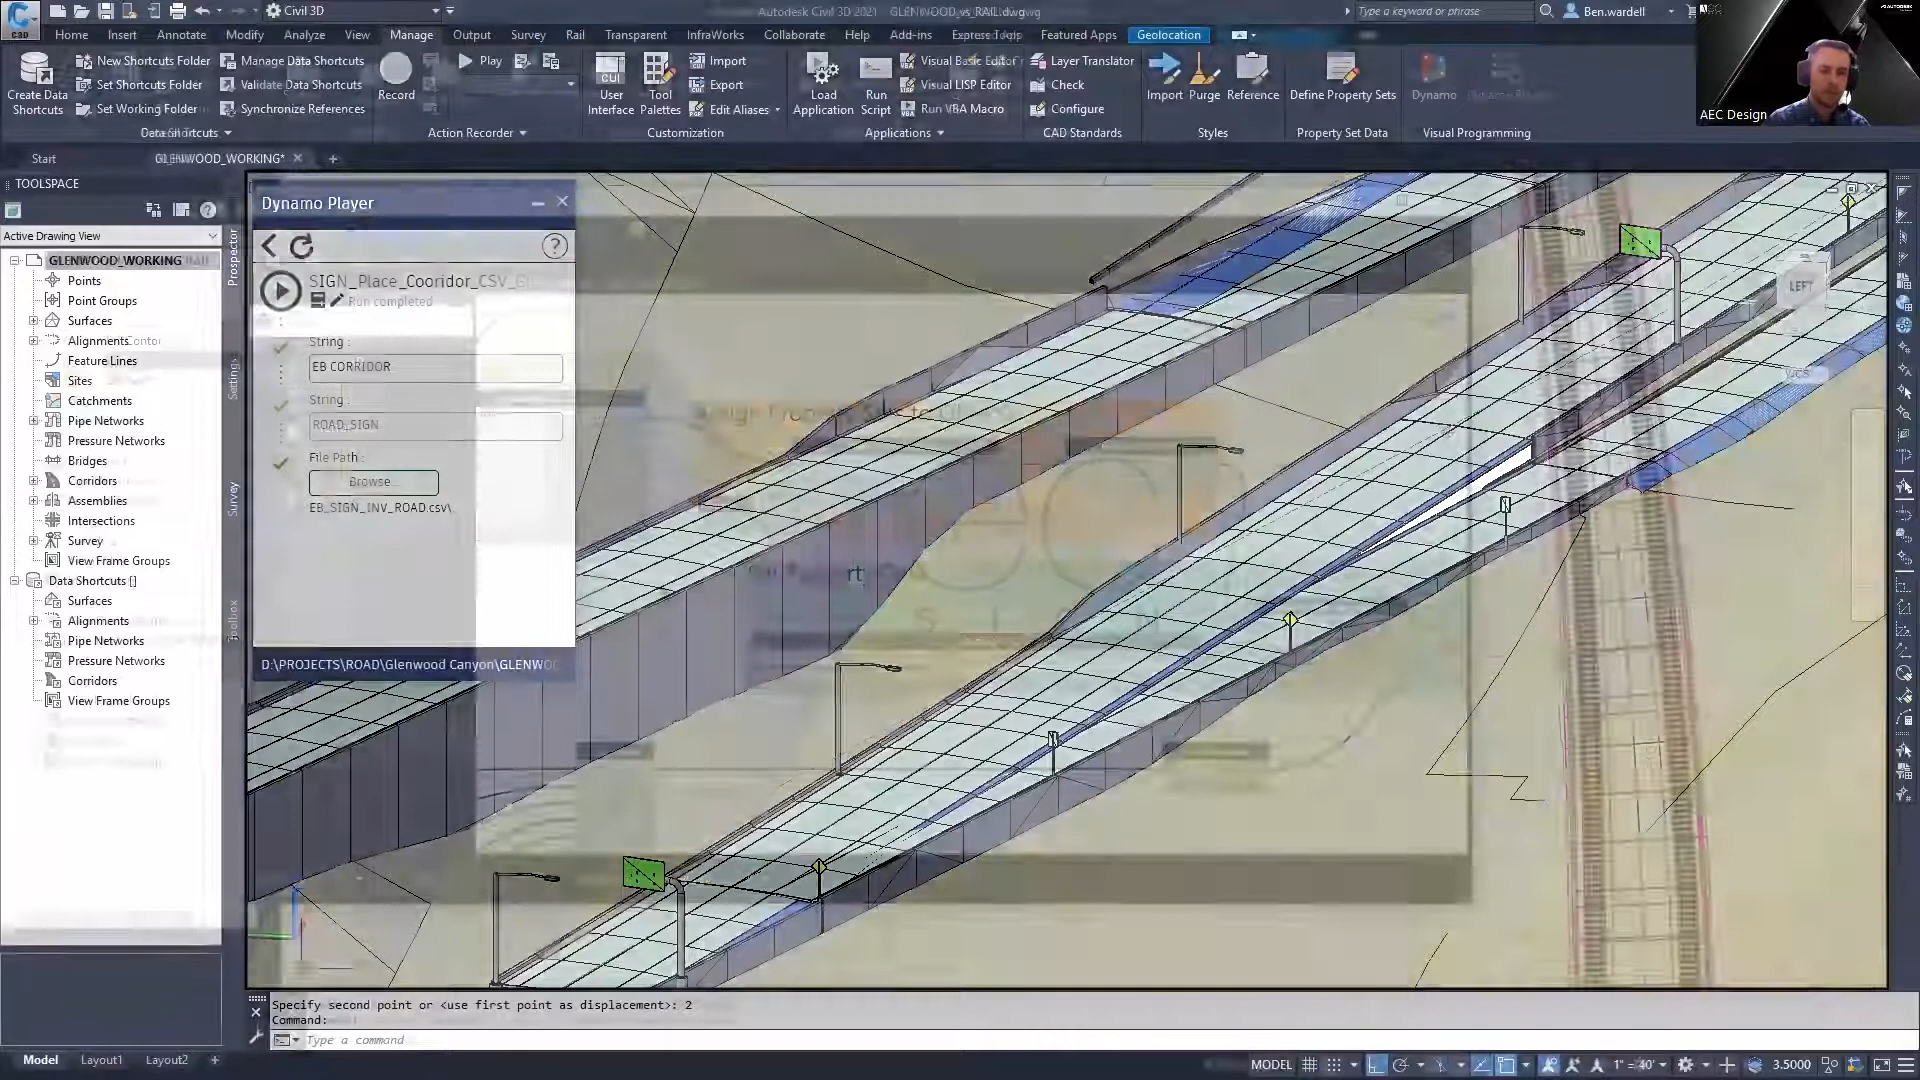 Civil 3D
Autodesk Civil 3D 2021
Type a keyword or phrase
Ben.wardell
C3D
Home Insert Annotate Modify Analyze View Manage Output Survey Rail Transparent InfraWorks Collaborate Help Add-ins Express Tools Featured Apps Geolocation
New Shortcuts Folder Manage Data Shortcuts Play Import Visual Basic Editor Layer Translator
Set Shortcuts Folder Validate Data Shortcuts Export Visual LISP Editor Check
Set Working Folder Synchronize References Edit Aliases Run VBA Macro Configure
Create Data Shortcuts
Record
User Interface
Tool Palettes
Load Application
Run Script
Import Purge Reference
Define Property Sets
Dynamo
AEC Design
Data Shortcuts Action Recorder Customization Applications CAD Standards Styles Property Set Data Visual Programming
Start GLENWOOD_WORKING*
TOOLSPACE
Active Drawing View
GLENWOOD_WORKING
Points
Point Groups
Surfaces
Alignments
Feature Lines
Sites
Catchments
Pipe Networks
Pressure Networks
Bridges
Corridors
Assemblies
Intersections
Survey
View Frame Groups
Data Shortcuts []
Surfaces
Alignments
Pipe Networks
Pressure Networks
Corridors
View Frame Groups
Prospector
Settings
Survey
Toolbox
Dynamo Player
SIGN_Place_Cooridor_CSV_
Run completed
String :
EB CORRIDOR
String :
ROAD_SIGN
File Path :
Browse...
EB_SIGN_INV_ROAD.csv\
D:\PROJECTS\ROAD\Glenwood Canyon\GLENWOO
LEFT
WCS
rt
Specify second point or <use first point as displacement>: 2
Command:
Type a command
Model Layout1 Layout2 +
MODEL 1" = 40' 3.5000